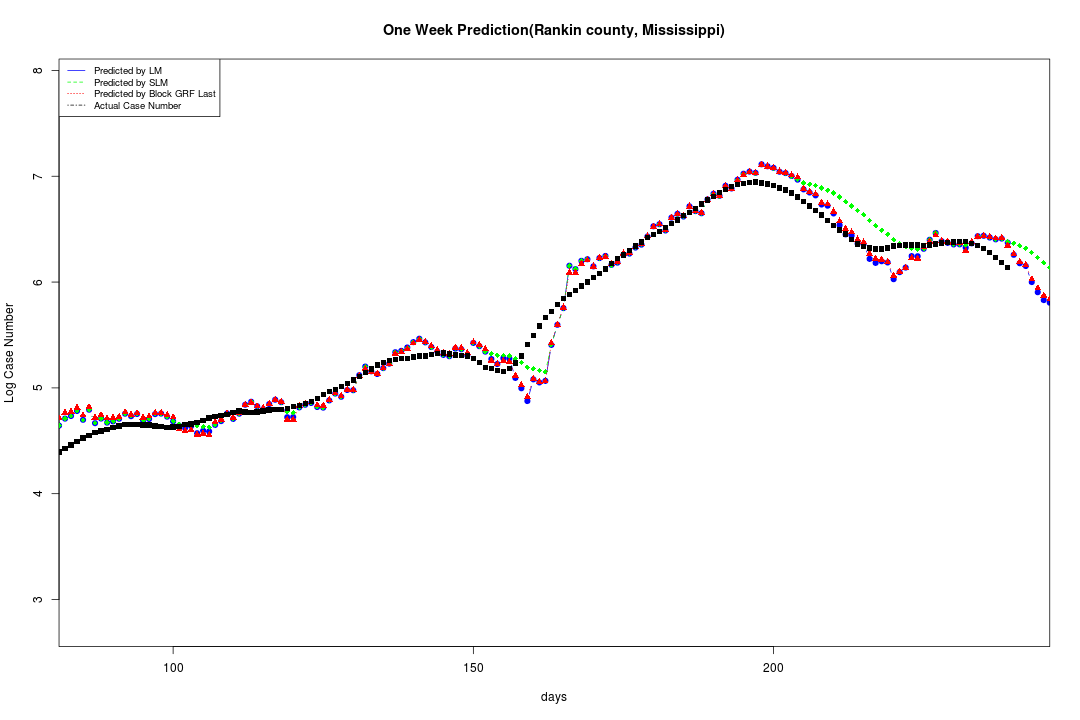 One Week Prediction(Rankin county, Mississippi)
Predicted by LM
Predicted by SLM
Predicted by Block GRF Last
Actual Case Number
8
7
6
5
4
3
Log Case Number
100 150 200
days